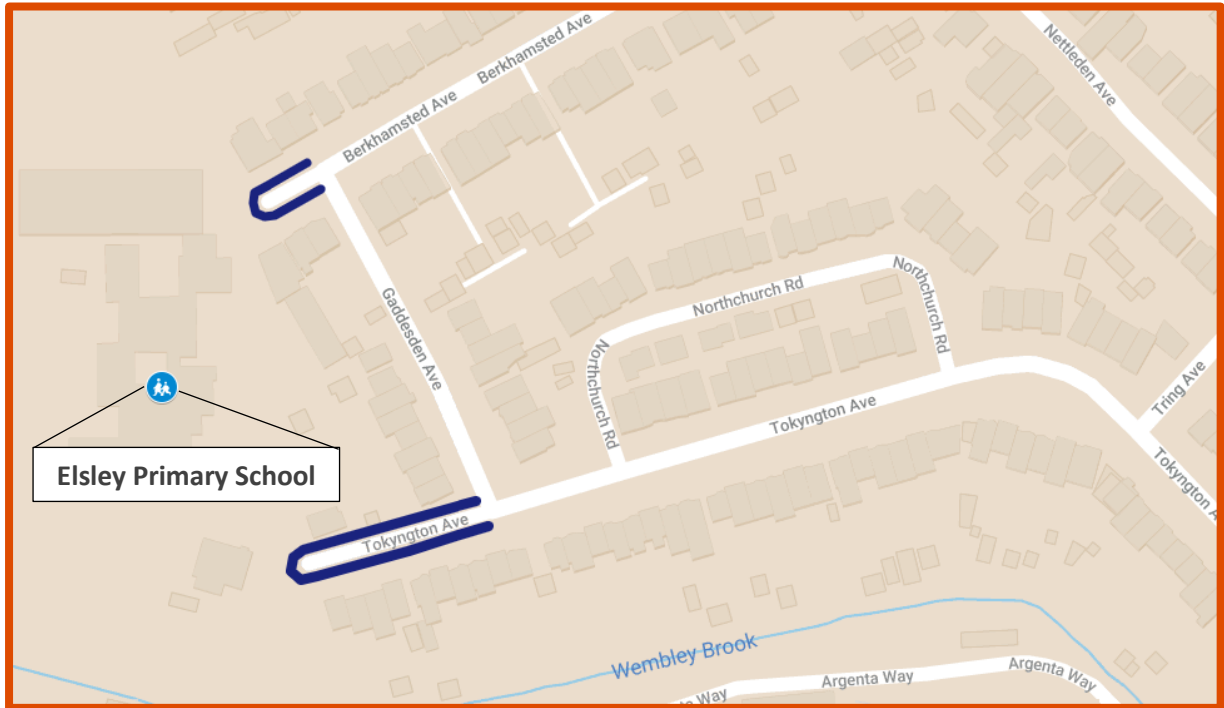 Berkhamsted Ave
Berkhamsted Ave
Nettleden Ave
Gaddesden Ave
Northchurch Rd
Northchurch Rd
Northchurch Rd
Tring Ave
Tokyngton Ave
Elsley Primary School
Tokyngton Ave
Tokyngton A
Wembley Brook
Argenta Way
Argenta Way
Way